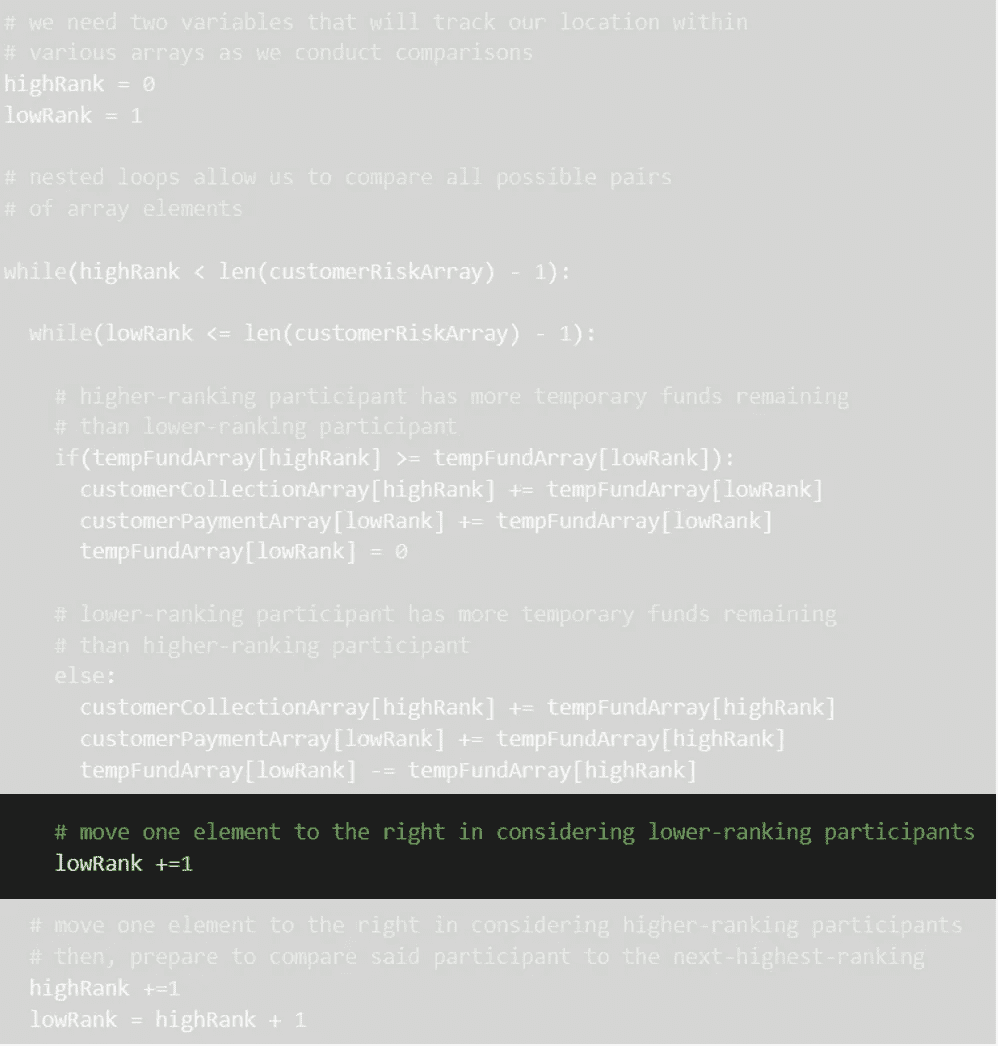 # we need two variables that will track our location within
# various arrays as we conduct comparisons
highRank = 0
lowRank = 1
# nested loops allow us to compare all possible pairs
# of array elements
while(highRank < len(customerRiskArray) - 1):
while(lowRank <= len(customerRiskArray) - 1):
# higher-ranking participant has more temporary funds remaining
# than lower-ranking participant
if(tempFundArray[highRank] >= tempFundArray[lowRank]):
customerCollectionArray[highRank] += tempFundArray[lowRank]
customerPaymentArray[lowRank] += tempFundArray[lowRank]
tempFundArray[lowRank] = 0
# lower-ranking participant has more temporary funds remaining
# than higher-ranking participant
else:
customerCollectionArray[highRank] += tempFundArray[highRank]
customerPaymentArray[lowRank] += tempFundArray[highRank]
tempFundArray[lowRank] -= tempFundArray[highRank]
# move one element to the right in considering lower-ranking participants
lowRank +=1
# move one element to the right in considering higher-ranking participants
# then, prepare to compare said participant to the next-highest-ranking
highRank +=1
lowRank = highRank + 1